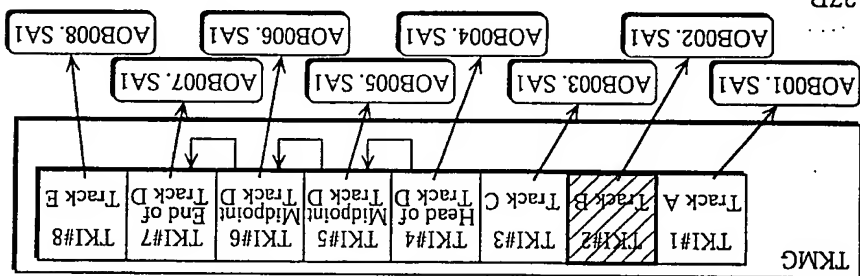 TKMG
TKI#1 TKI#2 TKI#3 TKI#4 TKI#5 TKI#6 TKI#7 TKI#8
Track A Track B Track C Head of Track D Midpoint Track D Midpoint Track D End of Track D Track E
AOB001. SA1 AOB003. SA1 AOB005. SA1 AOB007. SA1
AOB002. SA1 AOB004. SA1 AOB006. SA1 AOB008. SA1